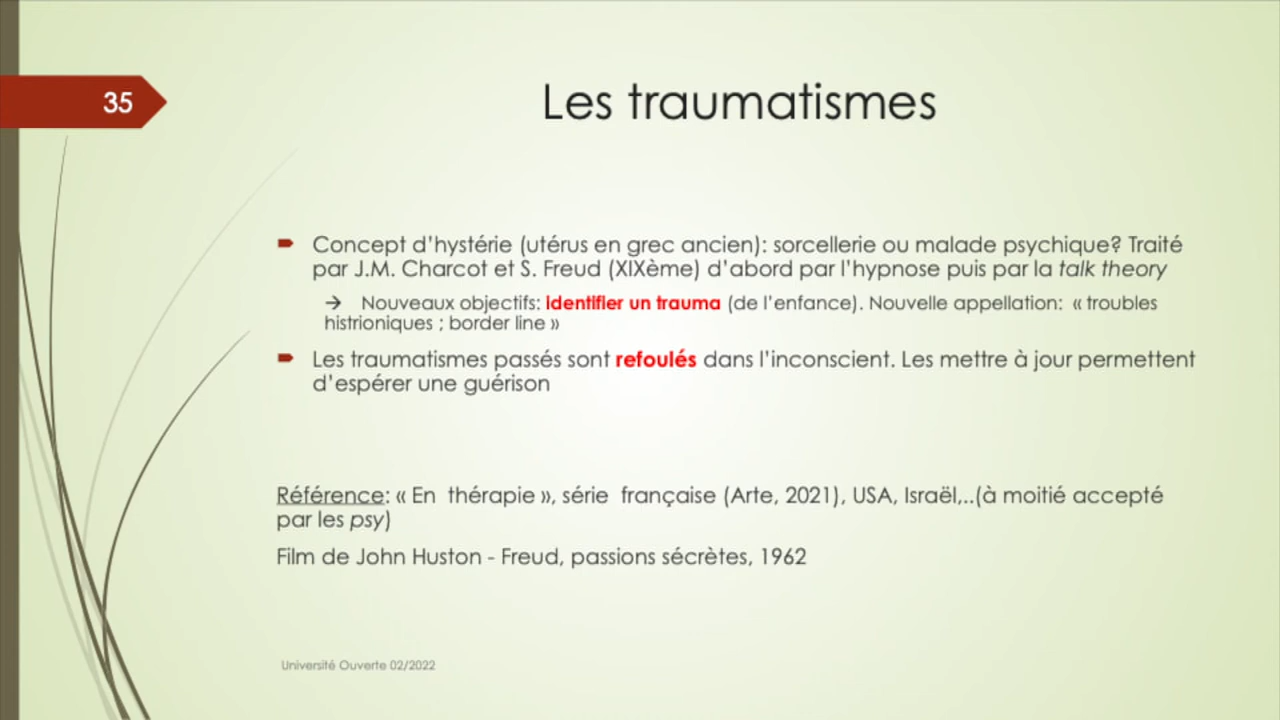 35
Les traumatismes
Concept d'hystérie (utérus en grec ancien): sorcellerie ou malade psychique? Traité
par J.M. Charcot et S. Freud (XIXème) d'abord par l'hypnose puis par la talk theory
→ Nouveaux objectifs: identifier un trauma (de l'enfance). Nouvelle appellation: « troubles
histrioniques ; border line »
Les traumatismes passés sont refoulés dans l'inconscient. Les mettre à jour permettent
d'espérer une guérison
Référence: « En thérapie », série française (Arte, 2021), USA, Israël,..(à moitié accepté
par les psy)
Film de John Huston - Freud, passions sécrètes, 1962
Université Ouverte 02/2022